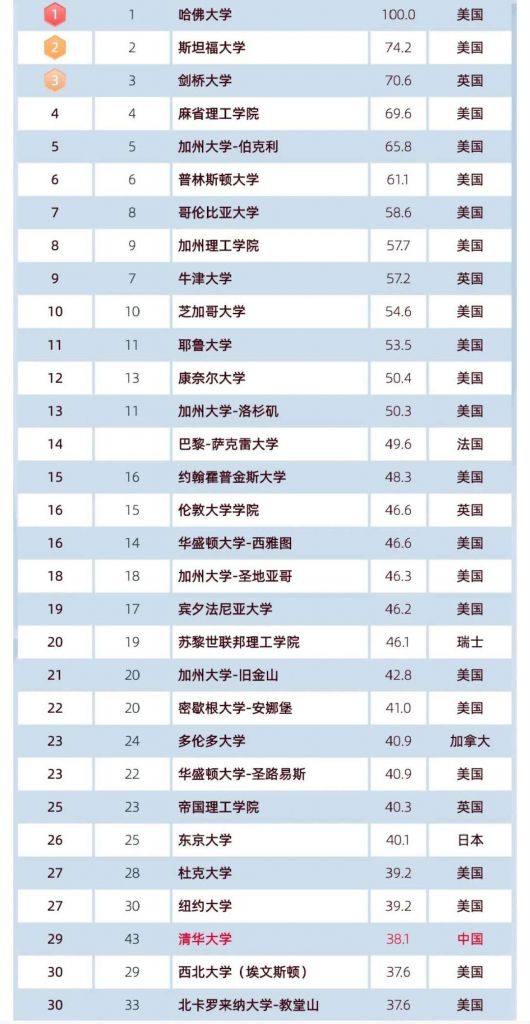 1 1 哈佛大学 100.0 美国
2 2 斯坦福大学 74.2 美国
3 3 剑桥大学 70.6 英国
4 4 麻省理工学院 69.6 美国
5 5 加州大学-伯克利 65.8 美国
6 6 普林斯顿大学 61.1 美国
7 8 哥伦比亚大学 58.6 美国
8 9 加州理工学院 57.7 美国
9 7 牛津大学 57.2 英国
10 10 芝加哥大学 54.6 美国
11 11 耶鲁大学 53.5 美国
12 13 康奈尔大学 50.4 美国
13 11 加州大学-洛杉矶 50.3 美国
14 巴黎-萨克雷大学 49.6 法国
15 16 约翰霍普金斯大学 48.3 美国
16 15 伦敦大学学院 46.6 英国
16 14 华盛顿大学-西雅图 46.6 美国
18 18 加州大学-圣地亚哥 46.3 美国
19 17 宾夕法尼亚大学 46.2 美国
20 19 苏黎世联邦理工学院 46.1 瑞士
21 20 加州大学-旧金山 42.8 美国
22 20 密歇根大学-安娜堡 41.0 美国
23 24 多伦多大学 40.9 加拿大
23 22 华盛顿大学-圣路易斯 40.9 美国
25 23 帝国理工学院 40.3 英国
26 25 东京大学 40.1 日本
27 28 杜克大学 39.2 美国
27 30 纽约大学 39.2 美国
29 43 清华大学 38.1 中国
30 29 西北大学（埃文斯顿） 37.6 美国
30 33 北卡罗来纳大学-教堂山 37.6 美国